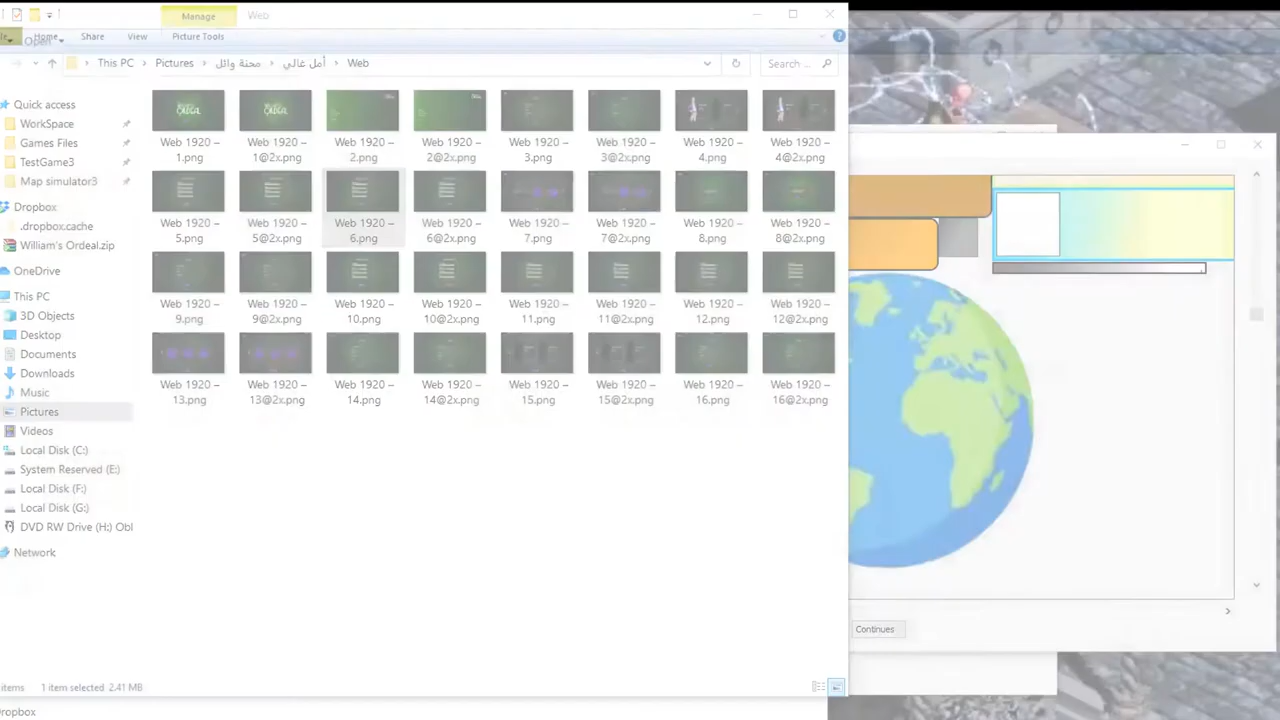 Manage
Web
Open
Home
Share
View
Picture Tools
This PC
Pictures
محنة وائل
أمل غالي
Web
Search ...
Quick access
WorkSpace
Games Files
TestGame3
Map simulator3
Dropbox
.dropbox.cache
William's Ordeal.zip
OneDrive
This PC
3D Objects
Desktop
Documents
Downloads
Music
Pictures
Videos
Local Disk (C:)
System Reserved (E:)
Local Disk (F:)
Local Disk (G:)
DVD RW Drive (H:) Obl
Network
Web 1920 –
1.png
Web 1920 –
1@2x.png
Web 1920 –
2.png
Web 1920 –
2@2x.png
Web 1920 –
3.png
Web 1920 –
3@2x.png
Web 1920 –
4.png
Web 1920 –
4@2x.png
Web 1920 –
5.png
Web 1920 –
5@2x.png
Web 1920 –
6.png
Web 1920 –
6@2x.png
Web 1920 –
7.png
Web 1920 –
7@2x.png
Web 1920 –
8.png
Web 1920 –
8@2x.png
Web 1920 –
9.png
Web 1920 –
9@2x.png
Web 1920 –
10.png
Web 1920 –
10@2x.png
Web 1920 –
11.png
Web 1920 –
11@2x.png
Web 1920 –
12.png
Web 1920 –
12@2x.png
Web 1920 –
13.png
Web 1920 –
13@2x.png
Web 1920 –
14.png
Web 1920 –
14@2x.png
Web 1920 –
15.png
Web 1920 –
15@2x.png
Web 1920 –
16.png
Web 1920 –
16@2x.png
Continues
items
1 item selected 2.41 MB
ropbox